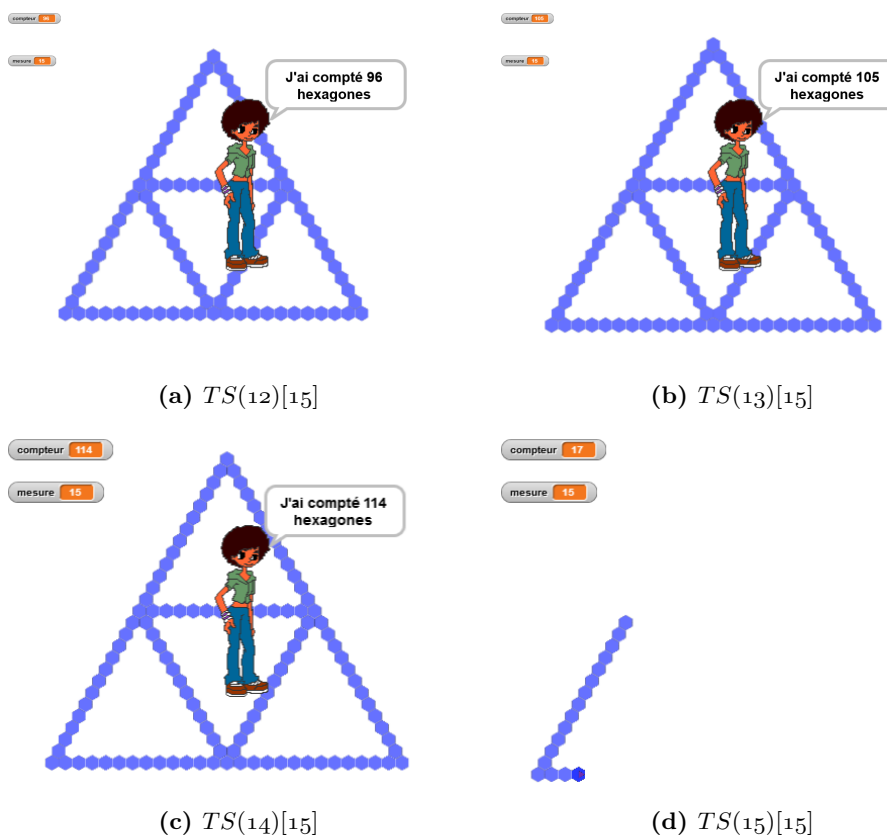 compteur 96
mesure 15
J'ai compté 96
hexagones
(a) TS(12)[15]
compteur 105
mesure 15
J'ai compté 105
hexagones
(b) TS(13)[15]
compteur 114
mesure 15
J'ai compté 114
hexagones
(c) TS(14)[15]
compteur 17
mesure 15
(d) TS(15)[15]